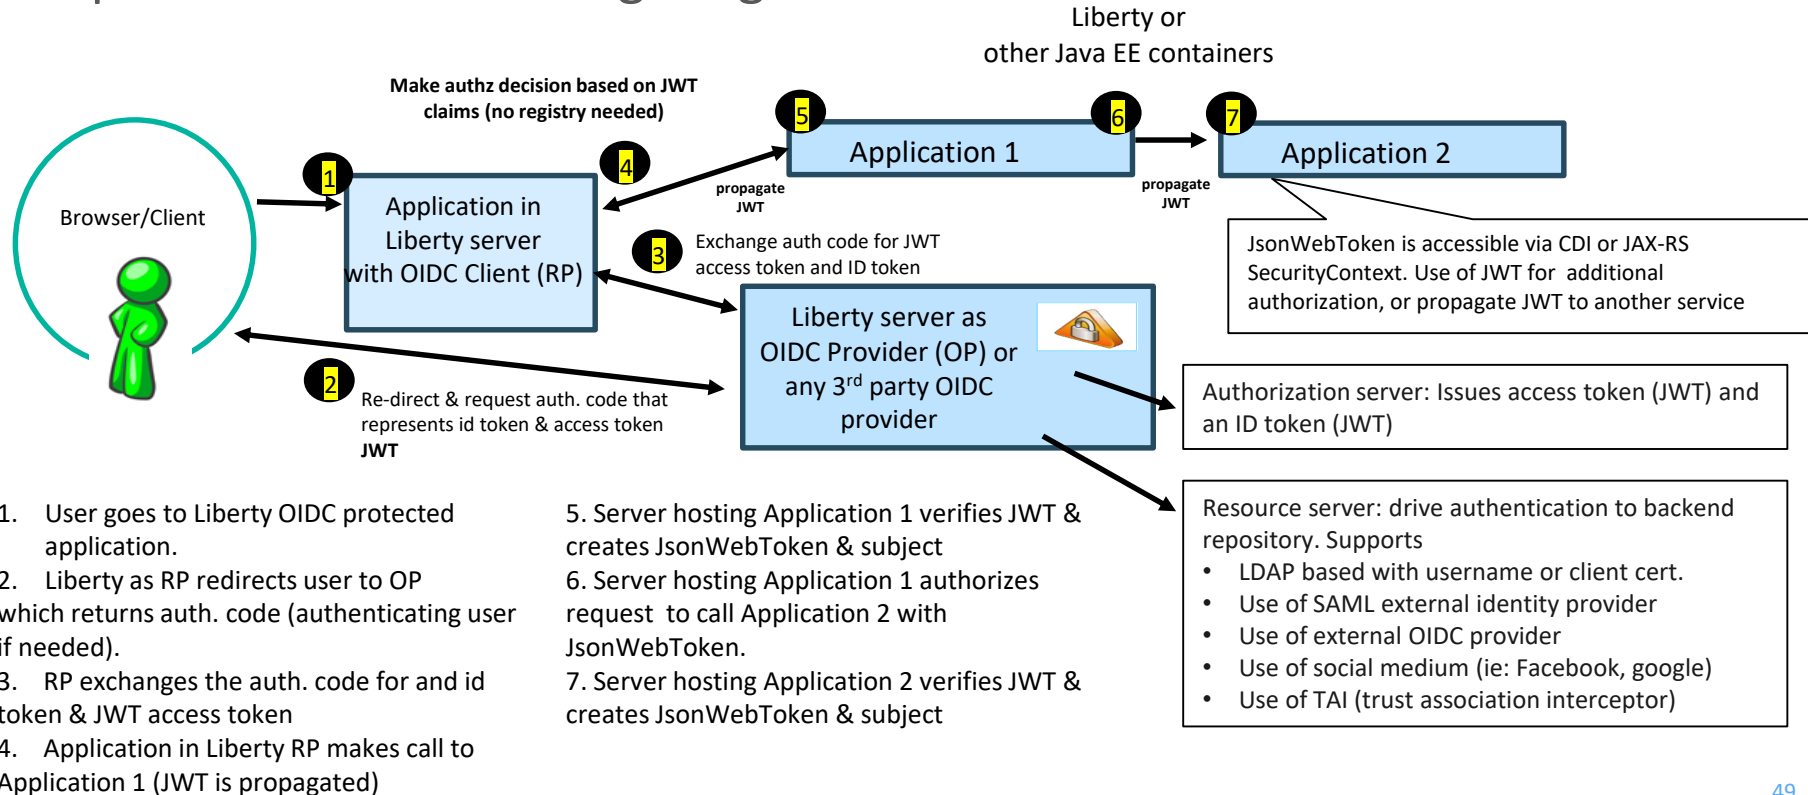 Liberty or
other Java EE containers
Make authz decision based on JWT
claims (no registry needed)
5
6
7
Application 1
Application 2
4
1
propagate
JWT
propagate
JWT
Browser/Client
Application in
Liberty server
with OIDC Client (RP)
3
Exchange auth code for JWT
access token and ID token
JsonWebToken is accessible via CDI or JAX-RS
SecurityContext. Use of JWT for additional
authorization, or propagate JWT to another service
Liberty server as
OIDC Provider (OP) or
any 3rd party OIDC
provider
2
Re-direct & request auth. code that
represents id token & access token
JWT
Authorization server: Issues access token (JWT) and
an ID token (JWT)
1. User goes to Liberty OIDC protected
application.
2. Liberty as RP redirects user to OP
which returns auth. code (authenticating user
if needed).
3. RP exchanges the auth. code for and id
token & JWT access token
4. Application in Liberty RP makes call to
Application 1 (JWT is propagated)
5. Server hosting Application 1 verifies JWT &
creates JsonWebToken & subject
6. Server hosting Application 1 authorizes
request to call Application 2 with
JsonWebToken.
7. Server hosting Application 2 verifies JWT &
creates JsonWebToken & subject
Resource server: drive authentication to backend
repository. Supports
• LDAP based with username or client cert.
• Use of SAML external identity provider
• Use of external OIDC provider
• Use of social medium (ie: Facebook, google)
• Use of TAI (trust association interceptor)
49